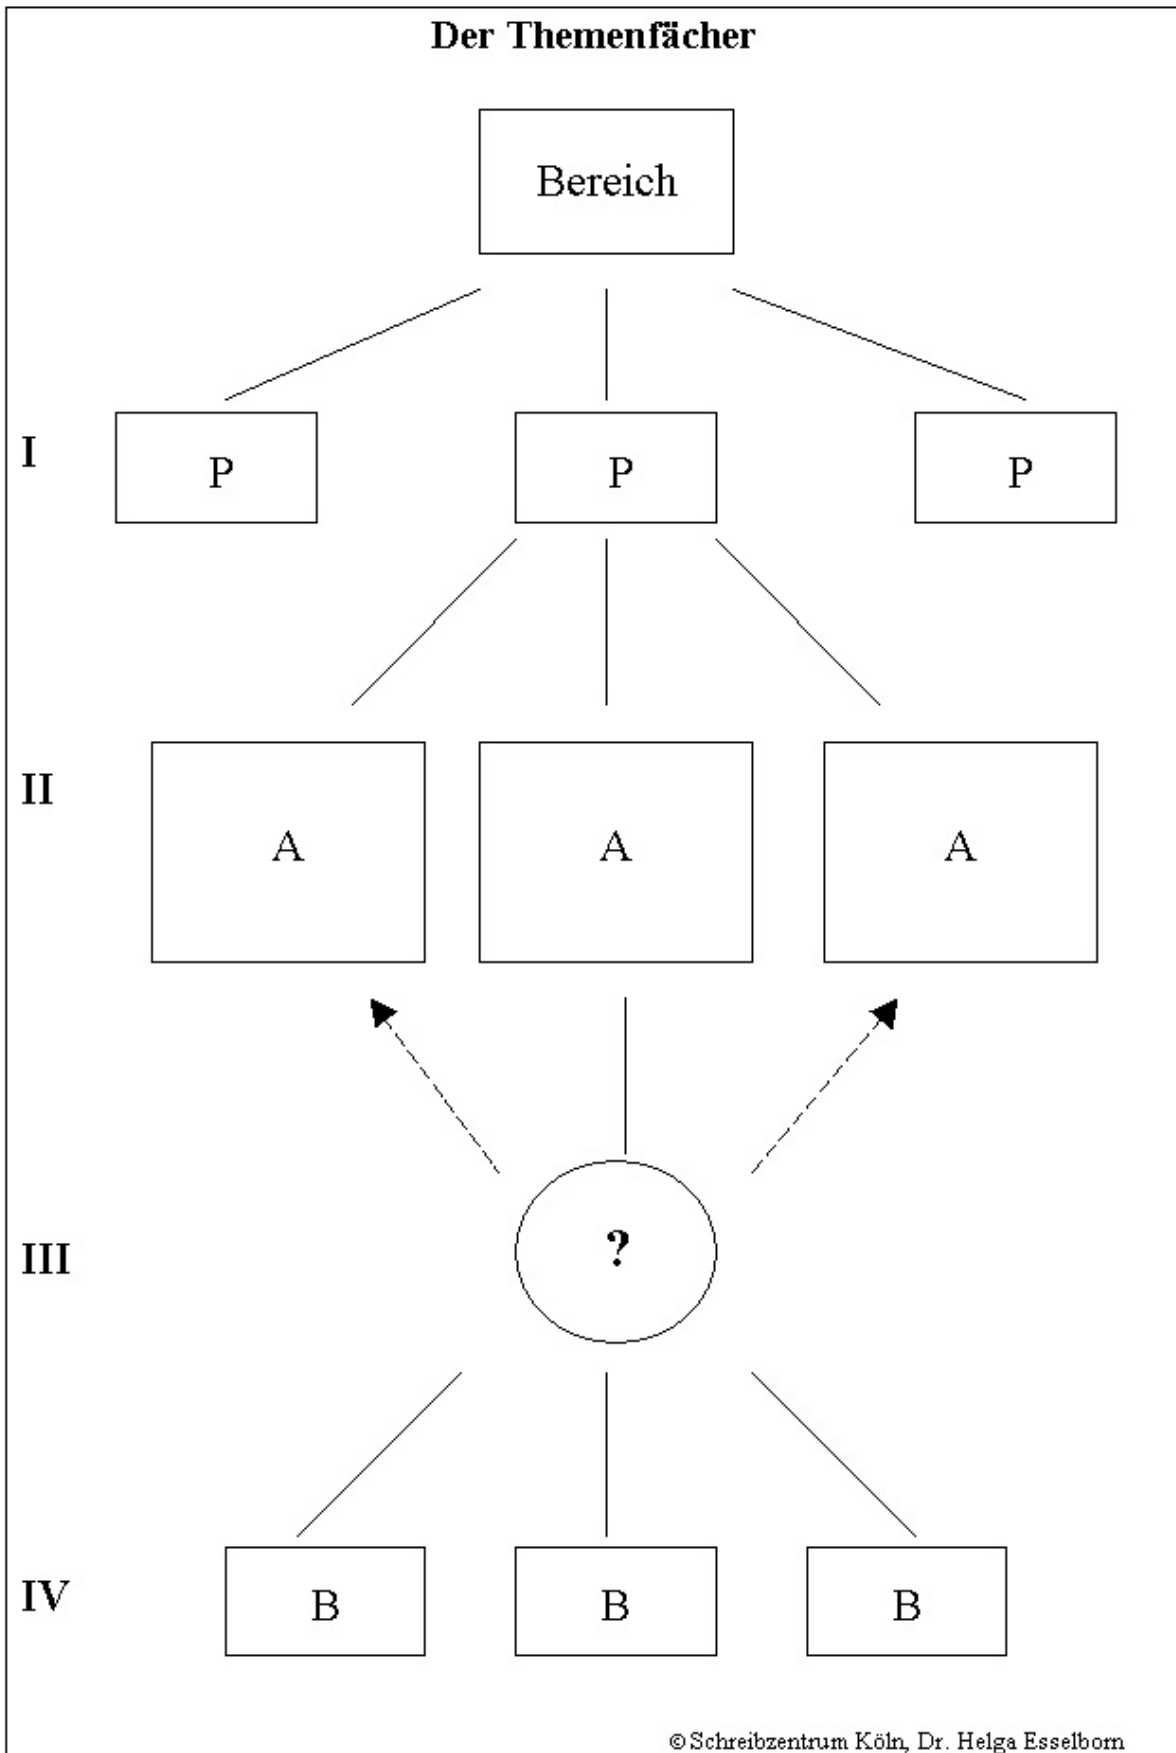 Der Themenfächer
Bereich
I
P P P
II
A A A
III
?
IV
B B B
© Schreibzentrum Köln, Dr. Helga Esselborn